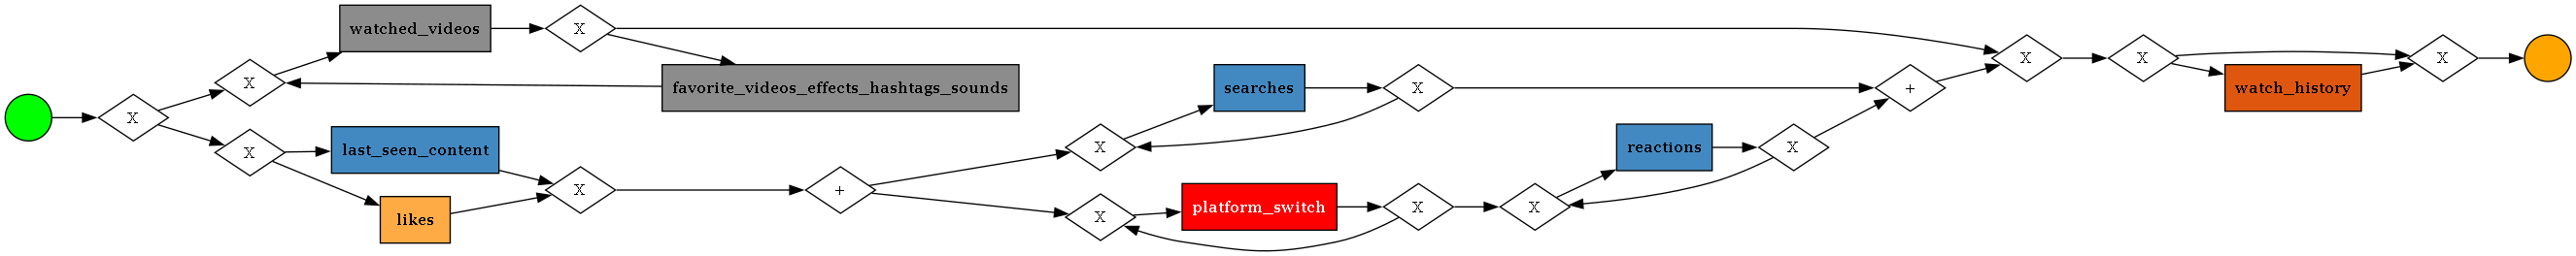 watched_videos
X
X
X
X
X
favorite_videos_effects_hashtags_sounds
searches
X
+
watch_history
X
last_seen_content
X
reactions
X
X
likes
X
+
X
platform_switch
X
X